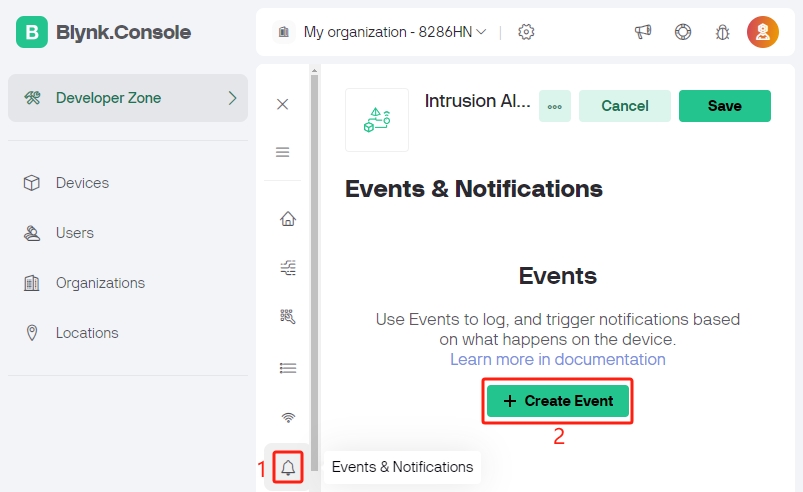 B Blynk.Console
My organization - 8286HN
Developer Zone
Devices
Users
Organizations
Locations
Intrusion Al...
Cancel
Save
Events & Notifications
Events
Use Events to log, and trigger notifications based
on what happens on the device.
Learn more in documentation
+ Create Event
2
1
Events & Notifications